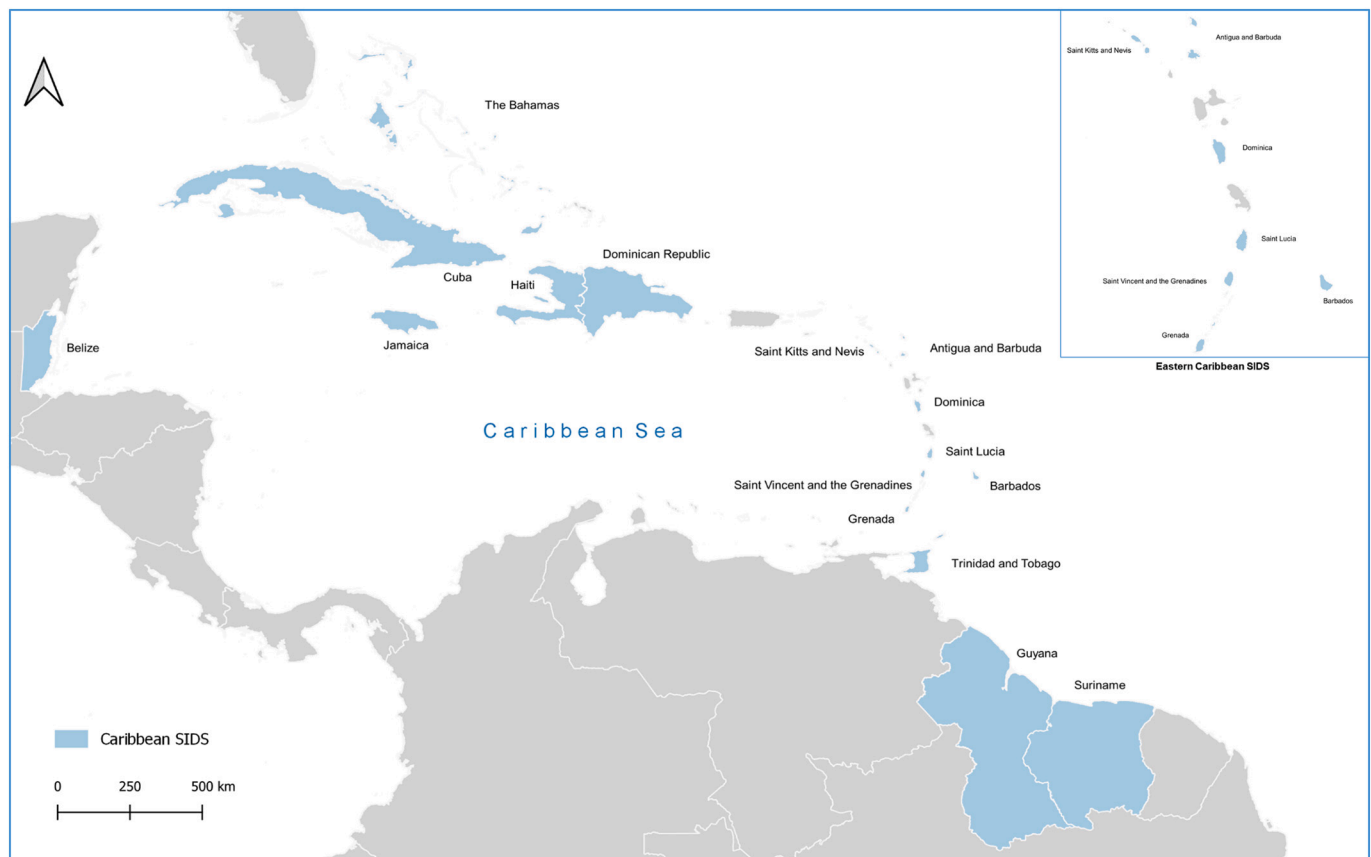 The Bahamas
Cuba
Haiti
Dominican Republic
Jamaica
Belize
Saint Kitts and Nevis
Antigua and Barbuda
Dominica
Caribbean Sea
Saint Lucia
Saint Vincent and the Grenadines
Barbados
Grenada
Trinidad and Tobago
Guyana
Suriname
Caribbean SIDS
0 250 500 km
Antigua and Barbuda
Saint Kitts and Nevis
Dominica
Saint Lucia
Saint Vincent and the Grenadines
Barbados
Grenada
Eastern Caribbean SIDS